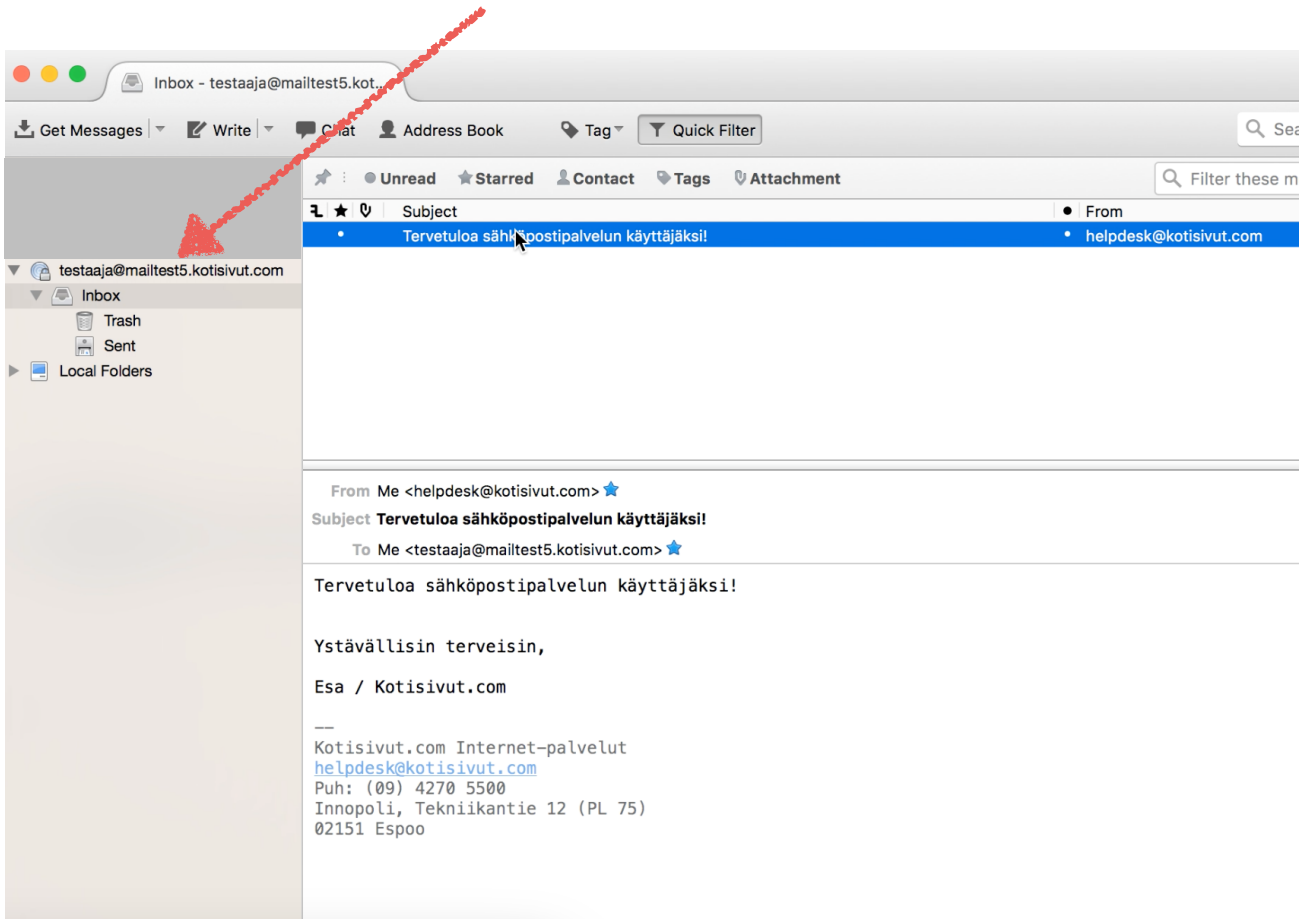 Inbox - testaaja@mailtest5.kot...
Get Messages Write Chat Address Book Tag Quick Filter
Unread Starred Contact Tags Attachment Filter these m
Subject From
Tervetuloa sähköpostipalvelun käyttäjäksi! helpdesk@kotisivut.com
testaaja@mailtest5.kotisivut.com
Inbox
Trash
Sent
Local Folders
From Me <helpdesk@kotisivut.com>
Subject Tervetuloa sähköpostipalvelun käyttäjäksi!
To Me <testaaja@mailtest5.kotisivut.com>
Tervetuloa sähköpostipalvelun käyttäjäksi!
Ystävällisin terveisin,
Esa / Kotisivut.com
—
Kotisivut.com Internet-palvelut
helpdesk@kotisivut.com
Puh: (09) 4270 5500
Innopoli, Tekniikantie 12 (PL 75)
02151 Espoo